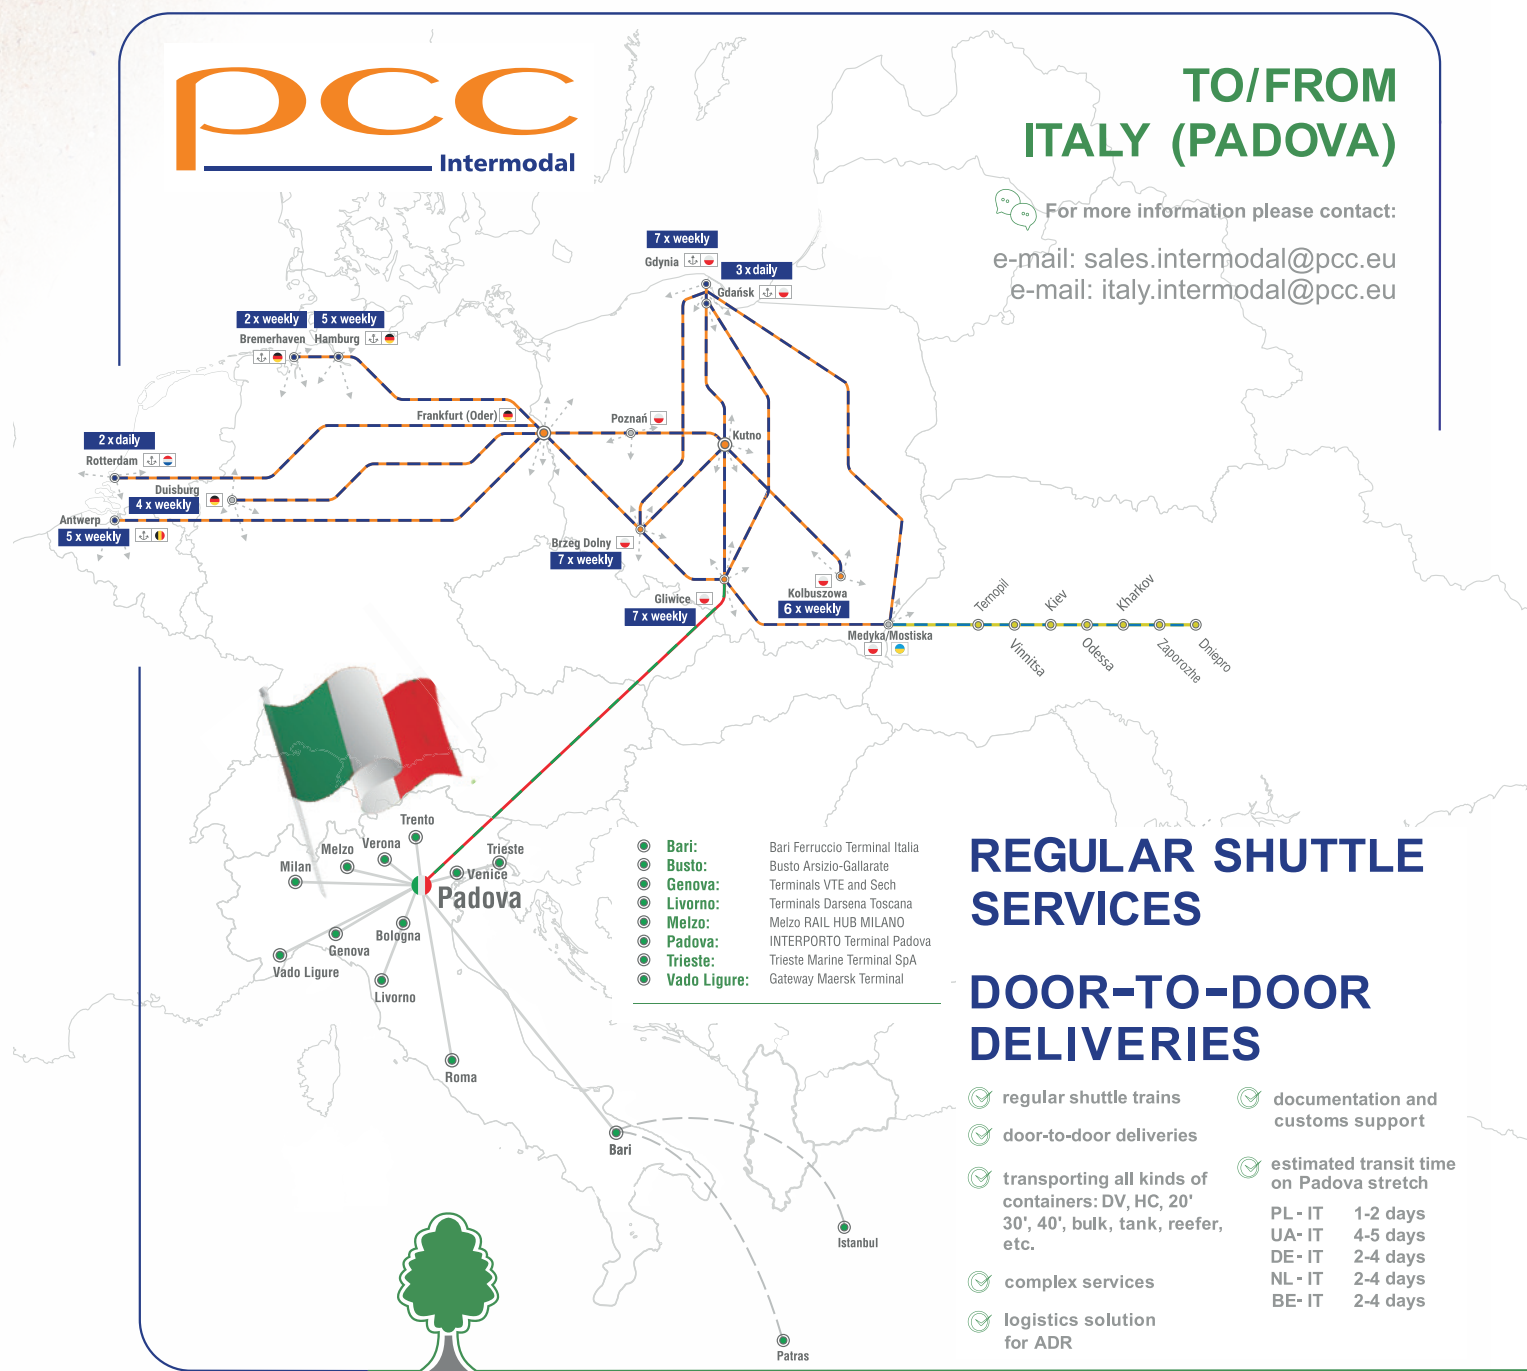 pcc
Intermodal
TO/FROM
ITALY (PADOVA)
For more information please contact:
e-mail: sales.intermodal@pcc.eu
e-mail: italy.intermodal@pcc.eu
7 x weekly
Gdynia
3 x daily
Gdańsk
2 x weekly
5 x weekly
Bremerhaven
Hamburg
Frankfurt (Oder)
Poznań
Kutno
2 x daily
Rotterdam
Duisburg
4 x weekly
Antwerp
5 x weekly
Brzeg Dolny
7 x weekly
Gliwice
7 x weekly
Kolbuszowa
6 x weekly
Medyka/Mostiska
Ternopil
Vinnitsa
Kiev
Odessa
Kharkov
Zaporozhe
Dniepro
Trento
Verona
Melzo
Milan
Trieste
Venice
Padova
Bologna
Genova
Vado Ligure
Livorno
Roma
Bari
Istanbul
Patras
Bari: Bari Ferruccio Terminal Italia
Busto: Busto Arsizio-Gallarate
Genova: Terminals VTE and Sech
Livorno: Terminals Darsena Toscana
Melzo: Melzo RAIL HUB MILANO
Padova: INTERPORTO Terminal Padova
Trieste: Trieste Marine Terminal SpA
Vado Ligure: Gateway Maersk Terminal
REGULAR SHUTTLE
SERVICES
DOOR-TO-DOOR
DELIVERIES
regular shuttle trains
door-to-door deliveries
transporting all kinds of
containers: DV, HC, 20'
30', 40', bulk, tank, reefer,
etc.
complex services
logistics solution
for ADR
documentation and
customs support
estimated transit time
on Padova stretch
PL - IT 1-2 days
UA- IT 4-5 days
DE- IT 2-4 days
NL - IT 2-4 days
BE- IT 2-4 days